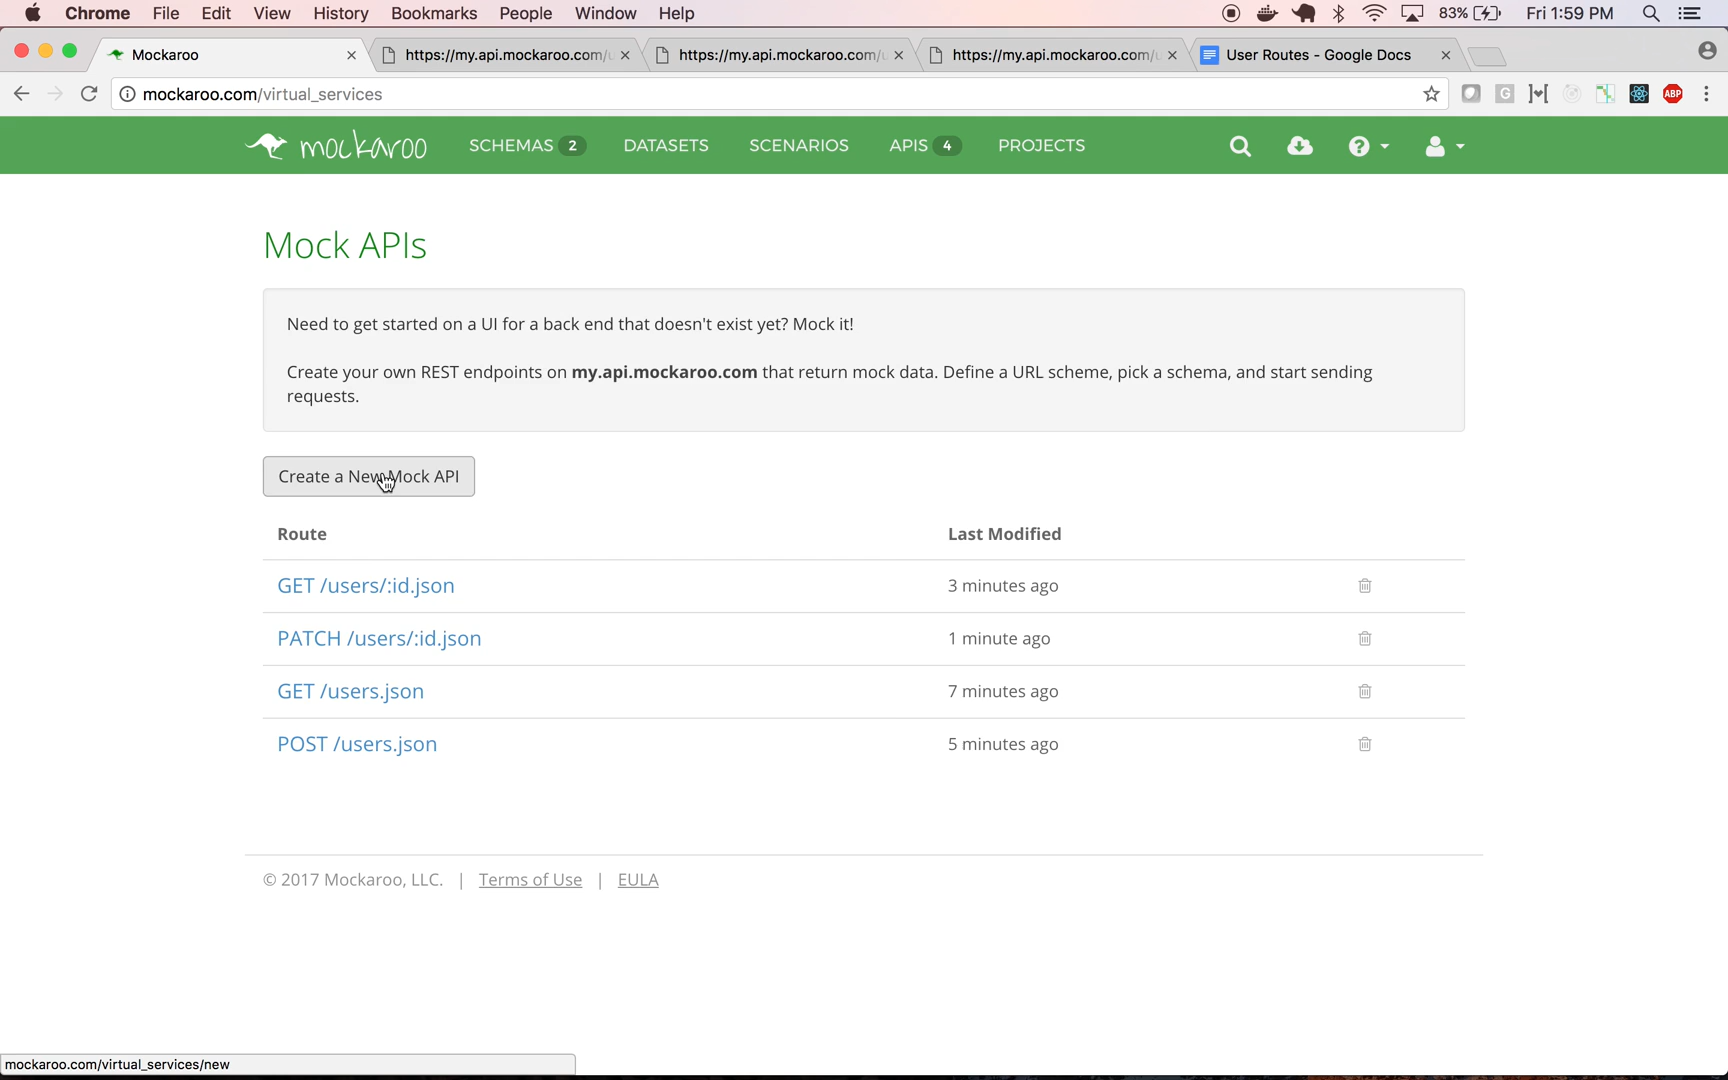 Chrome File Edit View History Bookmarks People Window Help 83% Fri 1:59 PM
Mockaroo https://my.api.mockaroo.com/u https://my.api.mockaroo.com/u https://my.api.mockaroo.com/u User Routes - Google Docs
mockaroo.com/virtual_services G ABP
mockaroo SCHEMAS 2 DATASETS SCENARIOS APIS 4 PROJECTS ?
Mock APIs
Need to get started on a UI for a back end that doesn't exist yet? Mock it!
Create your own REST endpoints on my.api.mockaroo.com that return mock data. Define a URL scheme, pick a schema, and start sending
requests.
Create a New Mock API
Route Last Modified
GET /users/:id.json 3 minutes ago
PATCH /users/:id.json 1 minute ago
GET /users.json 7 minutes ago
POST /users.json 5 minutes ago
© 2017 Mockaroo, LLC. | Terms of Use | EULA
mockaroo.com/virtual_services/new